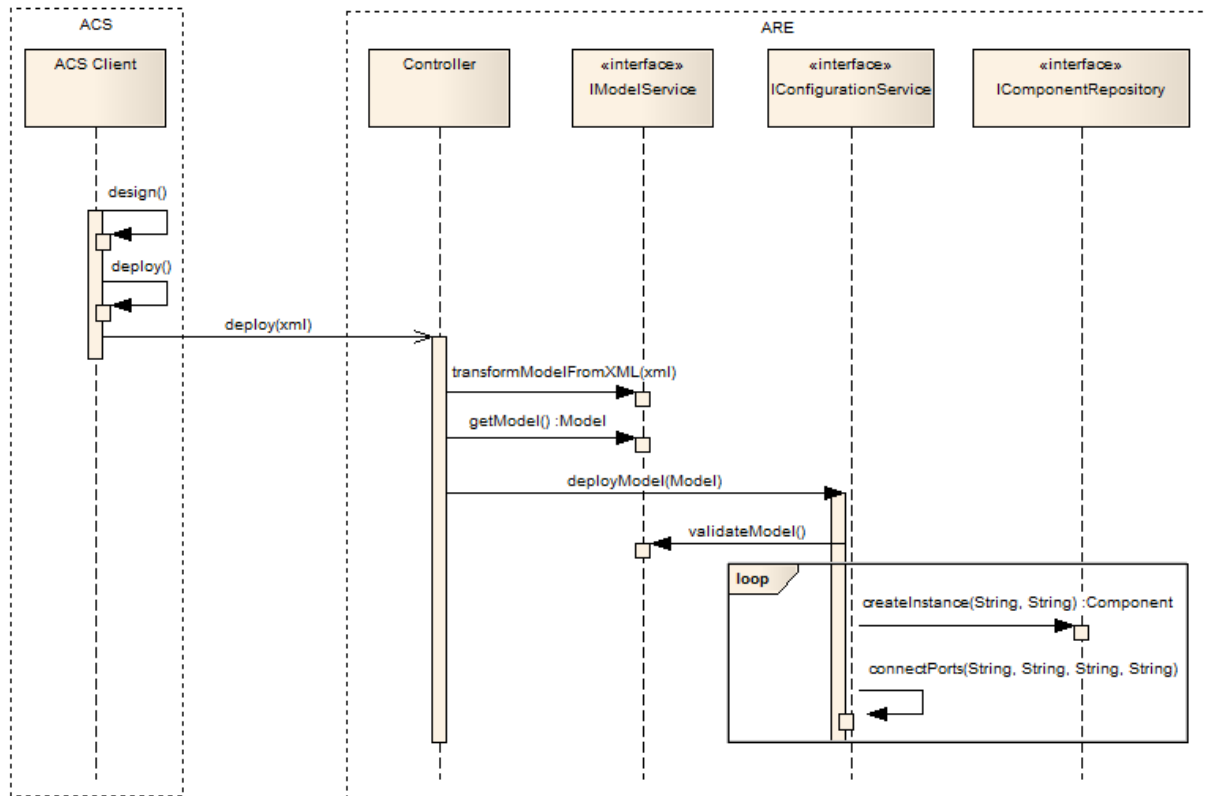 ACS
ARE
ACS Client
Controller
«interface»
IModelService
«interface»
IConfigurationService
«interface»
IComponentRepository
design()
deploy()
deploy(xml)
transformModelFromXML(xml)
getModel() :Model
deployModel(Model)
validateModel()
loop
createInstance(String, String) :Component
connectPorts(String, String, String, String)